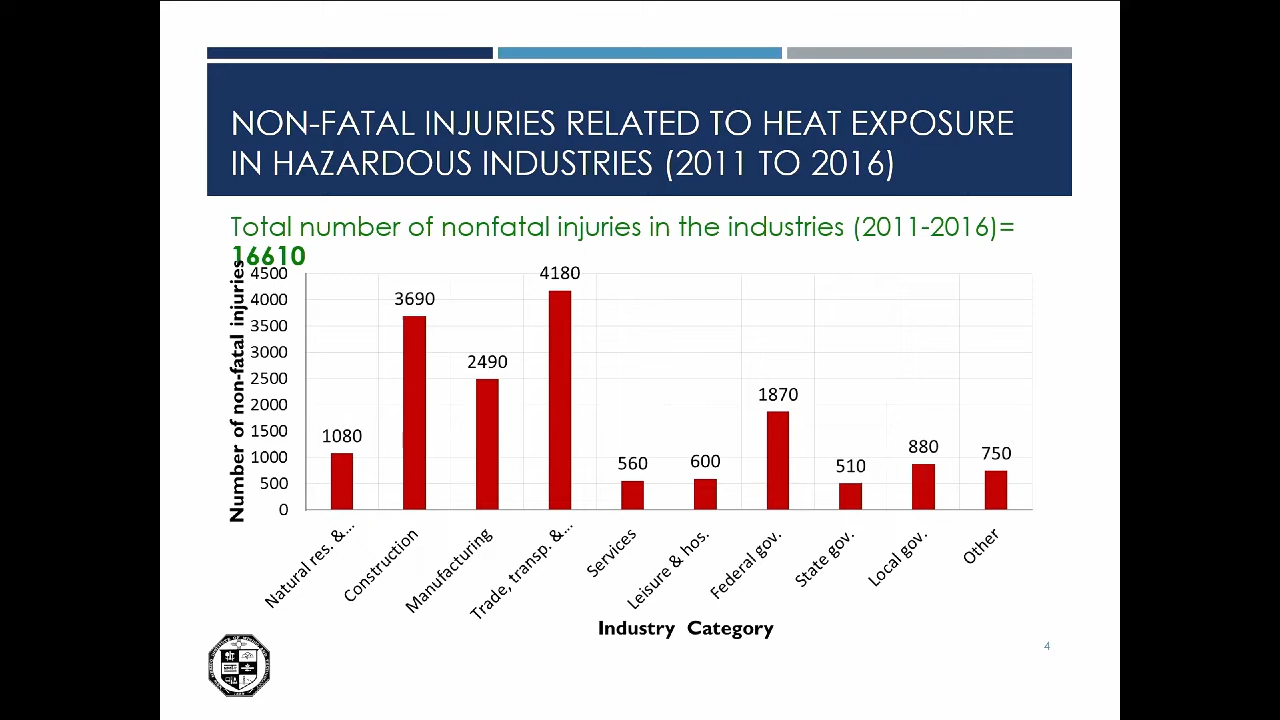 NON-FATAL INJURIES RELATED TO HEAT EXPOSURE
IN HAZARDOUS INDUSTRIES (2011 TO 2016)
Total number of nonfatal injuries in the industries (2011-2016)=
16610
Number of non-fatal injuries
4500
4000
3500
3000
2500
2000
1500
1000
500
0
1080
3690
2490
4180
560
600
1870
510
880
750
Natural res. &...
Construction
Manufacturing
Trade, transp. &...
Services
Leisure & hos.
Federal gov.
State gov.
Local gov.
Other
Industry Category
4